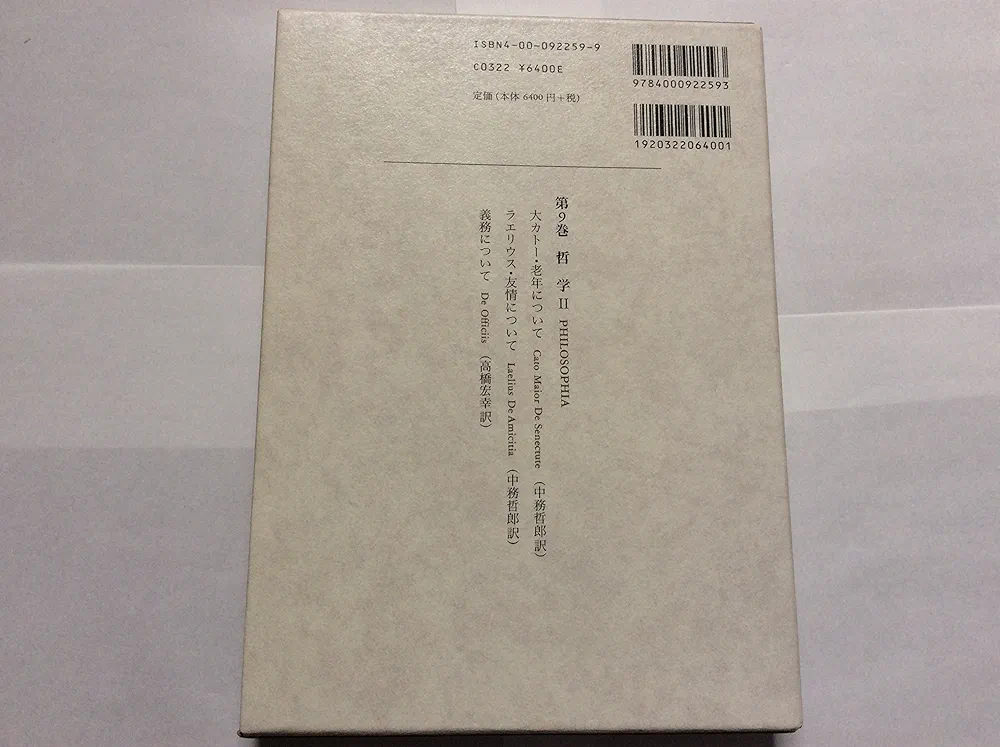 ISBN4-00-092259-9
C0322 ¥6400E
定価(本体 6400 円+税)
9784000922593
1920322064001
第9巻 哲 学 II PHILOSOPHIA
大カトー・老年について Cato Maior De Senectute (中務哲郎訳)
ラエリウス・友情について Laelius De Amicitia (中務哲郎訳)
義務について De Officiis (高橋宏幸訳)